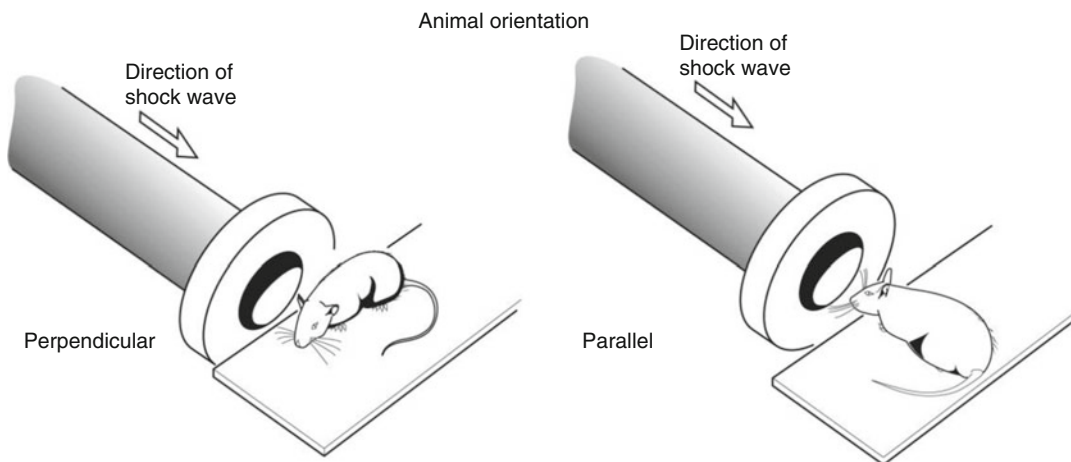 Animal orientation
Direction of
shock wave
Direction of
shock wave
Perpendicular
Parallel